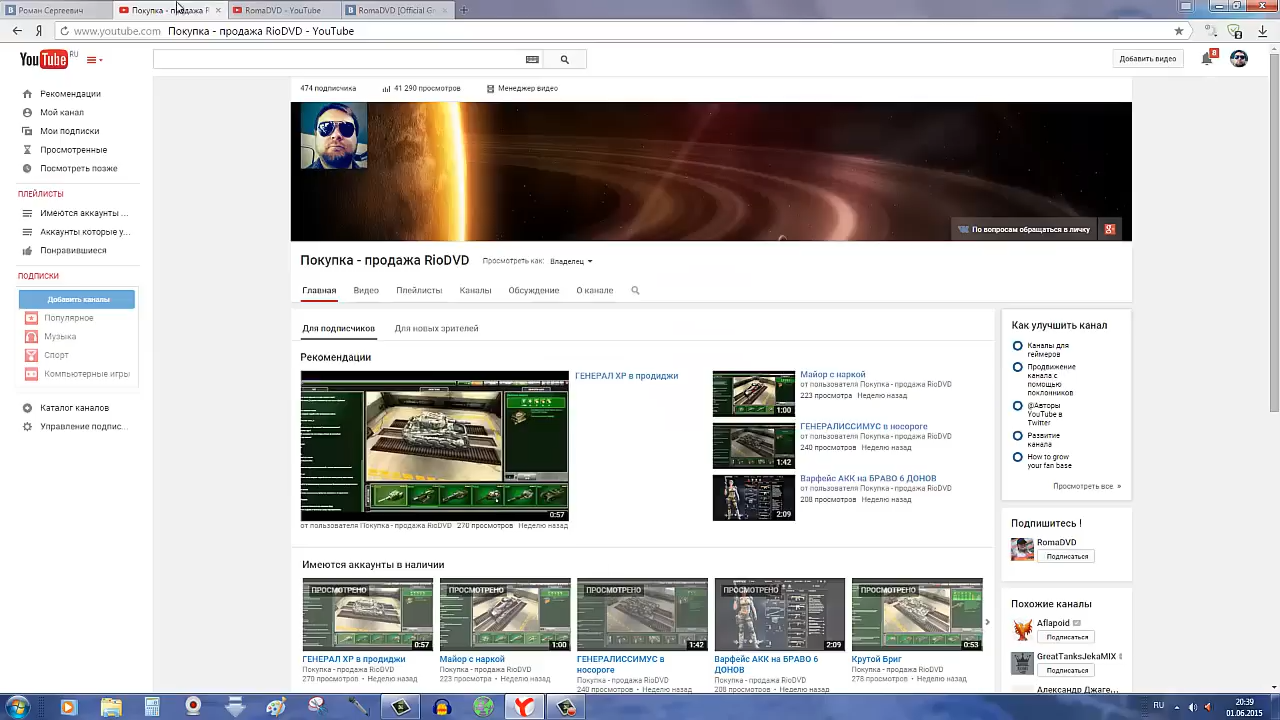 Роман Сергеевич
Покупка - продажа R
RomaDVD - YouTube
RomaDVD [Official Gr
www.youtube.com Покупка - продажа RioDVD - YouTube
YouTube RU
Добавить видео
8
Рекомендации
Мой канал
Мои подписки
Просмотренные
Посмотреть позже
ПЛЕЙЛИСТЫ
Имеются аккаунты ...
Аккаунты которые у...
Понравившиеся
ПОДПИСКИ
Добавить каналы
Популярное
Музыка
Спорт
Компьютерные игры
Каталог каналов
Управление подпис...
474 подписчика
41 290 просмотров
Менеджер видео
По вопросам обращаться в личку
Покупка - продажа RioDVD
Просмотреть как: Владелец
Главная
Видео
Плейлисты
Каналы
Обсуждение
О канале
Для подписчиков
Для новых зрителей
Рекомендации
0:57
ГЕНЕРАЛ ХР в продиджи
от пользователя Покупка - продажа RioDVD 270 просмотров Неделю назад
1:00
Майор с наркой
от пользователя Покупка - продажа RioDVD
223 просмотра Неделю назад
1:42
ГЕНЕРАЛИССИМУС в носороге
от пользователя Покупка - продажа RioDVD
240 просмотров Неделю назад
2:09
Варфейс АКК на БРАВО 6 ДОНОВ
от пользователя Покупка - продажа RioDVD
208 просмотров Неделю назад
Имеются аккаунты в наличии
ПРОСМОТРЕНО
0:57
ГЕНЕРАЛ ХР в продиджи
Покупка - продажа RioDVD
270 просмотров • Неделю назад
ПРОСМОТРЕНО
1:00
Майор с наркой
Покупка - продажа RioDVD
223 просмотра • Неделю назад
ПРОСМОТРЕНО
1:42
ГЕНЕРАЛИССИМУС в
носороге
Покупка - продажа RioDVD
240 просмотров • Неделю назад
ПРОСМОТРЕНО
2:09
Варфейс АКК на БРАВО 6
ДОНОВ
Покупка - продажа RioDVD
208 просмотров • Неделю назад
ПРОСМОТРЕНО
0:53
Крутой Бриг
Покупка - продажа RioDVD
278 просмотров • Неделю назад
Как улучшить канал
Каналы для
геймеров
Продвижение
канала с
помощью
поклонников
@Авторы
YouTube в
Twitter
Развитие
канала
How to grow
your fan base
Просмотреть все »
Подпишитесь !
RomaDVD
Подписаться
Похожие каналы
Aflapoid
Подписаться
GreatTanksJekaMIX
Подписаться
Александр Джаге...
20:39
01.06.2015